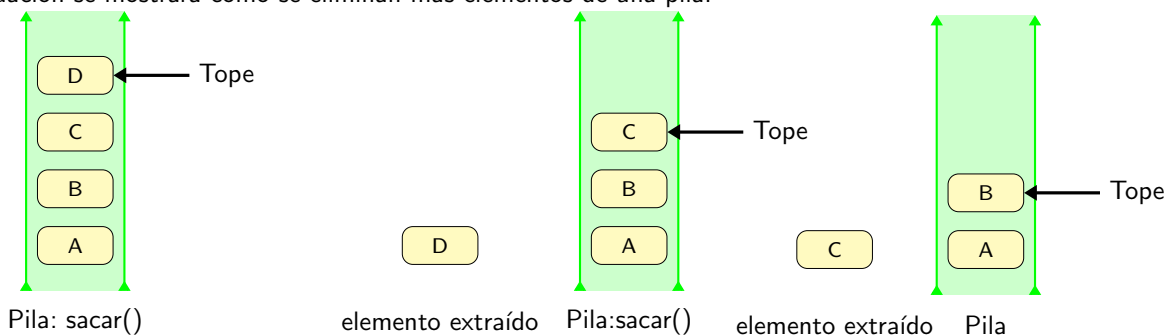 se mostrará como se eliminan más elementos de una pila.
D Tope
C C Tope
B B B Tope
A D A C A
Pila: sacar() elemento extraído Pila:sacar() elemento extraído Pila